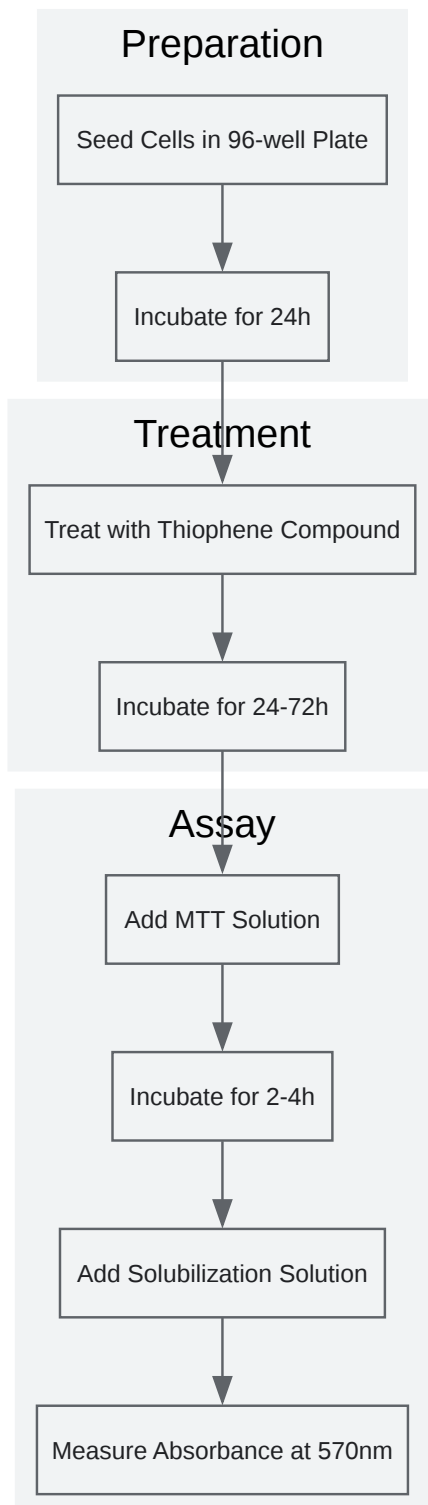 Preparation
Seed Cells in 96-well Plate
Incubate for 24h
Treatment
Treat with Thiophene Compound
Incubate for 24-72h
Assay
Add MTT Solution
Incubate for 2-4h
Add Solubilization Solution
Measure Absorbance at 570nm